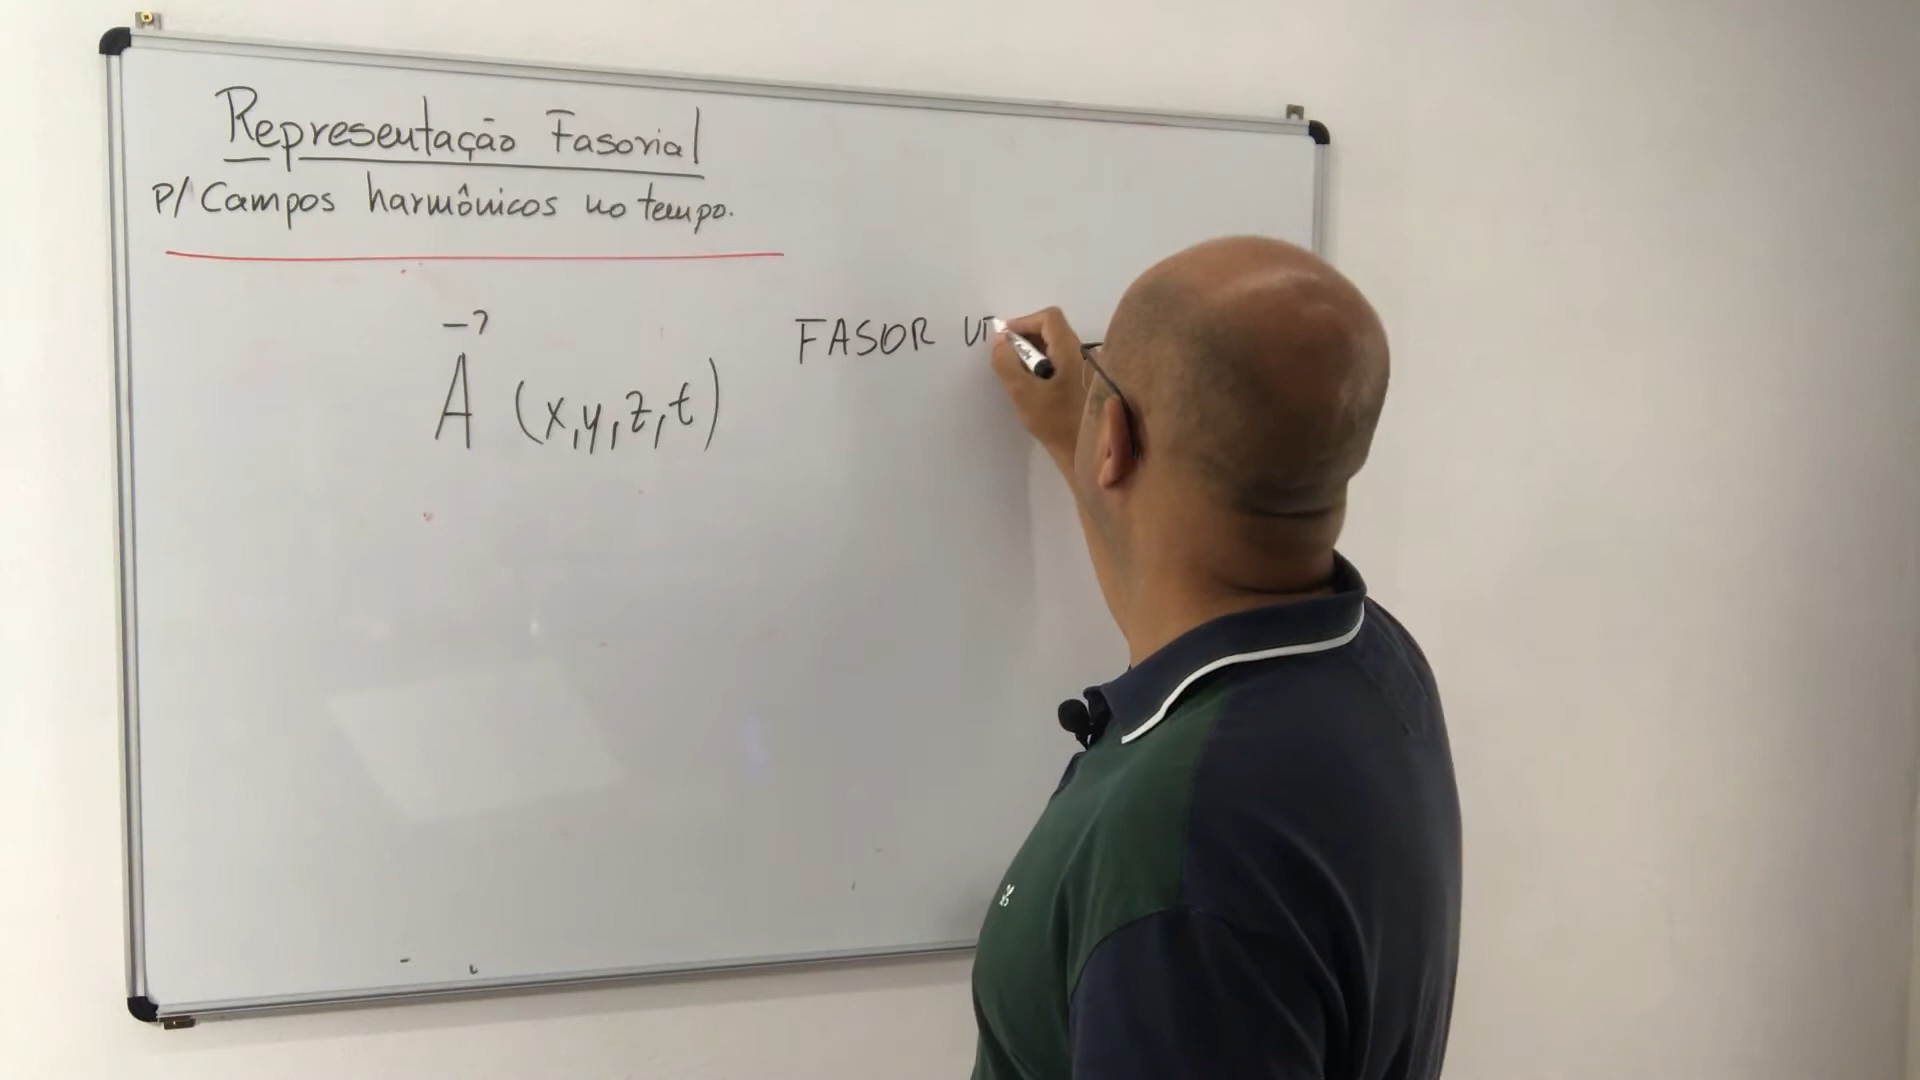 Representação Fasorial
P/ Campos harmônicos no tempo.
A⃗ (x,y,z,t)
FASOR